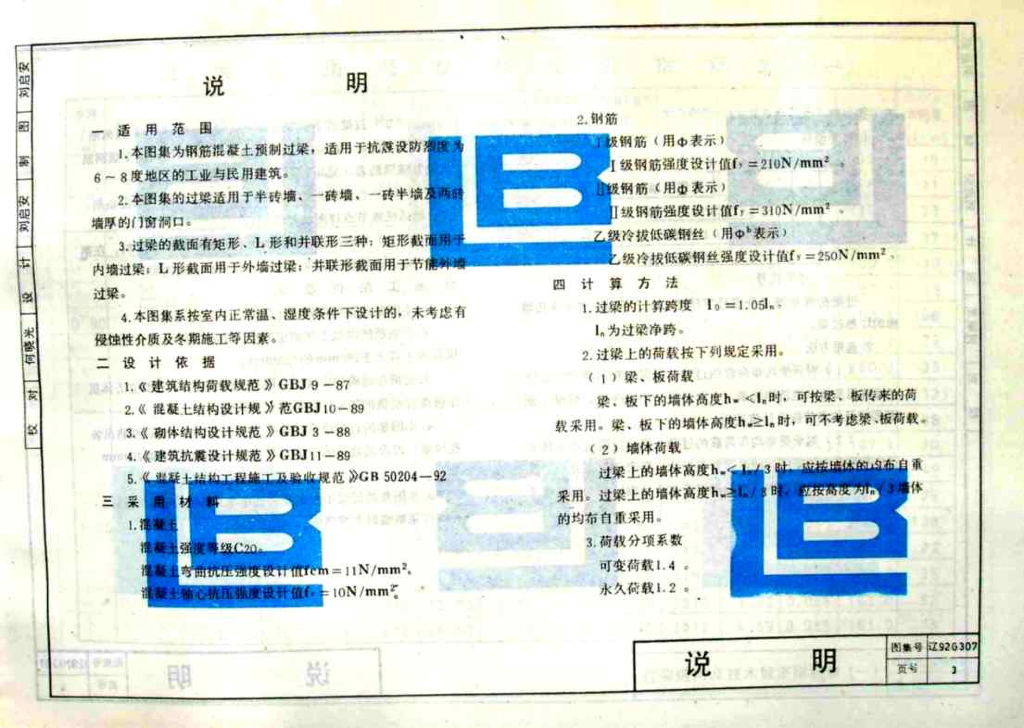 说 明
一 适 用 范 围
1.本图集为钢筋混凝土预制过梁，适用于抗震设防烈度为
6～8度地区的工业与民用建筑。
2.本图集的过梁适用于半砖墙、一砖墙、一砖半墙及两砖
墙厚的门窗洞口。
3.过梁的截面有矩形、L形和并联形三种；矩形截面用于
内墙过梁；L形截面用于外墙过梁；并联形截面用于节能外墙
过梁。
4.本图集系按室内正常温、湿度条件下设计的，未考虑有
侵蚀性介质及冬期施工等因素。
二 设 计 依 据
1.《建筑结构荷载规范》GBJ9－87
2.《混凝土结构设计规》范GBJ10－89
3.《砌体结构设计规范》GBJ3－88
4.《建筑抗震设计规范》GBJ11－89
5.《混凝土结构工程施工及验收规范》GB 50204－92
三 采 用 材 料
1.混凝土
混凝土强度等级C20。
混凝土弯曲抗压强度设计值fcm＝11N/mm²。
混凝土轴心抗压强度设计值fc＝10N/mm²。
2.钢筋
Ⅰ级钢筋（用Φ表示）
Ⅰ级钢筋强度设计值fy＝210N/mm²。
Ⅱ级钢筋（用Φ表示）
Ⅱ级钢筋强度设计值fy＝310N/mm²。
乙级冷拔低碳钢丝（用Φᵇ表示）
乙级冷拔低碳钢丝强度设计值fy＝250N/mm²。
四 计 算 方 法
1.过梁的计算跨度 l₀＝1.05lₙ，
lₙ为过梁净跨。
2.过梁上的荷载按下列规定采用。
（1）梁、板荷载
梁、板下的墙体高度hw＜lₙ时，可按梁、板传来的荷
载采用。梁、板下的墙体高度hw≥lₙ时，可不考虑梁、板荷载。
（2）墙体荷载
过梁上的墙体高度hw＜lₙ/3时，应按墙体的均布自重
采用。过梁上的墙体高度hw≥lₙ/3时，应按高度为lₙ/3墙体
的均布自重采用。
3.荷载分项系数
可变荷载1.4。
永久荷载1.2。
校 对 何晓光 设 计 刘启安 制 图 刘启安
说 明
图集号 辽92G307
页号 3